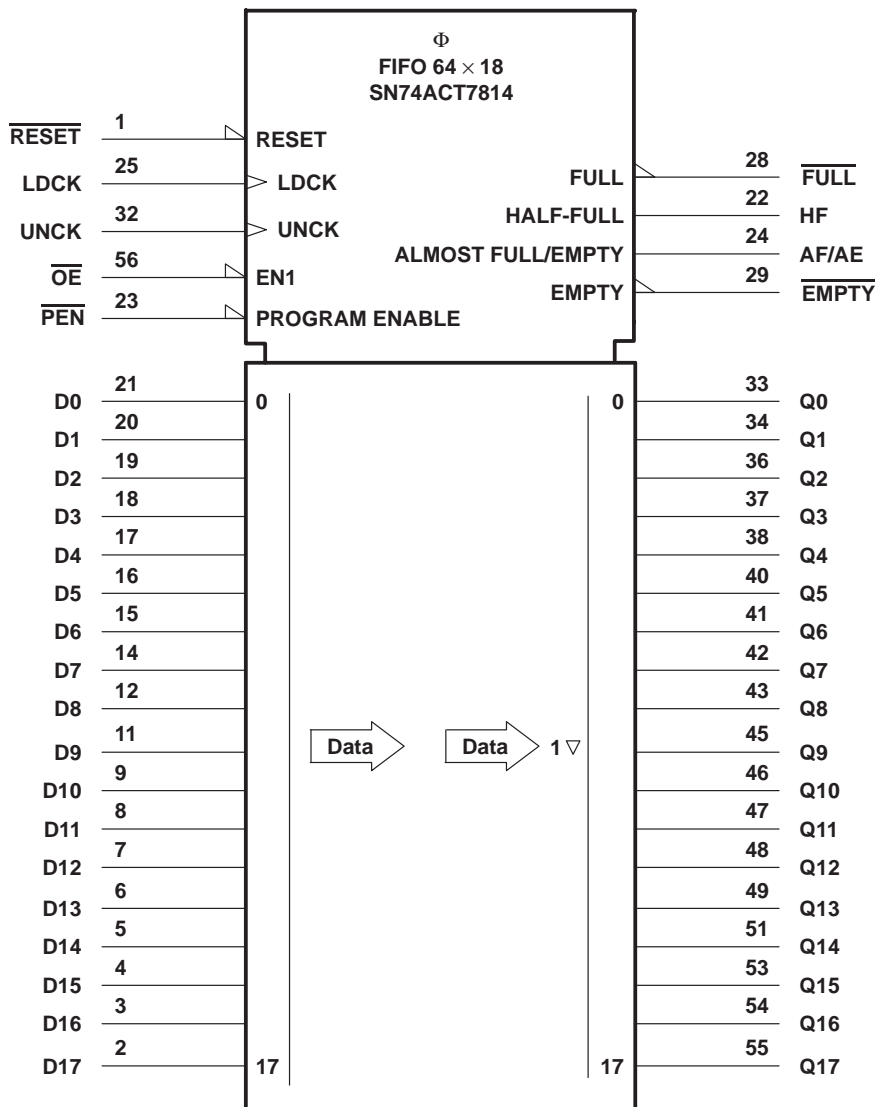 Φ
FIFO 64 × 18
SN74ACT7814
RESET 1 RESET
LDCK 25 LDCK
UNCK 32 UNCK
OE 56 EN1
PEN 23 PROGRAM ENABLE
FULL 28 FULL
HALF-FULL 22 HF
ALMOST FULL/EMPTY 24 AF/AE
EMPTY 29 EMPTY
D0 21 0 0 33 Q0
D1 20 34 Q1
D2 19 36 Q2
D3 18 37 Q3
D4 17 38 Q4
D5 16 40 Q5
D6 15 41 Q6
D7 14 42 Q7
D8 12 43 Q8
D9 11 Data Data 1 ▽ 45 Q9
D10 9 46 Q10
D11 8 47 Q11
D12 7 48 Q12
D13 6 49 Q13
D14 5 51 Q14
D15 4 53 Q15
D16 3 54 Q16
D17 2 17 17 55 Q17